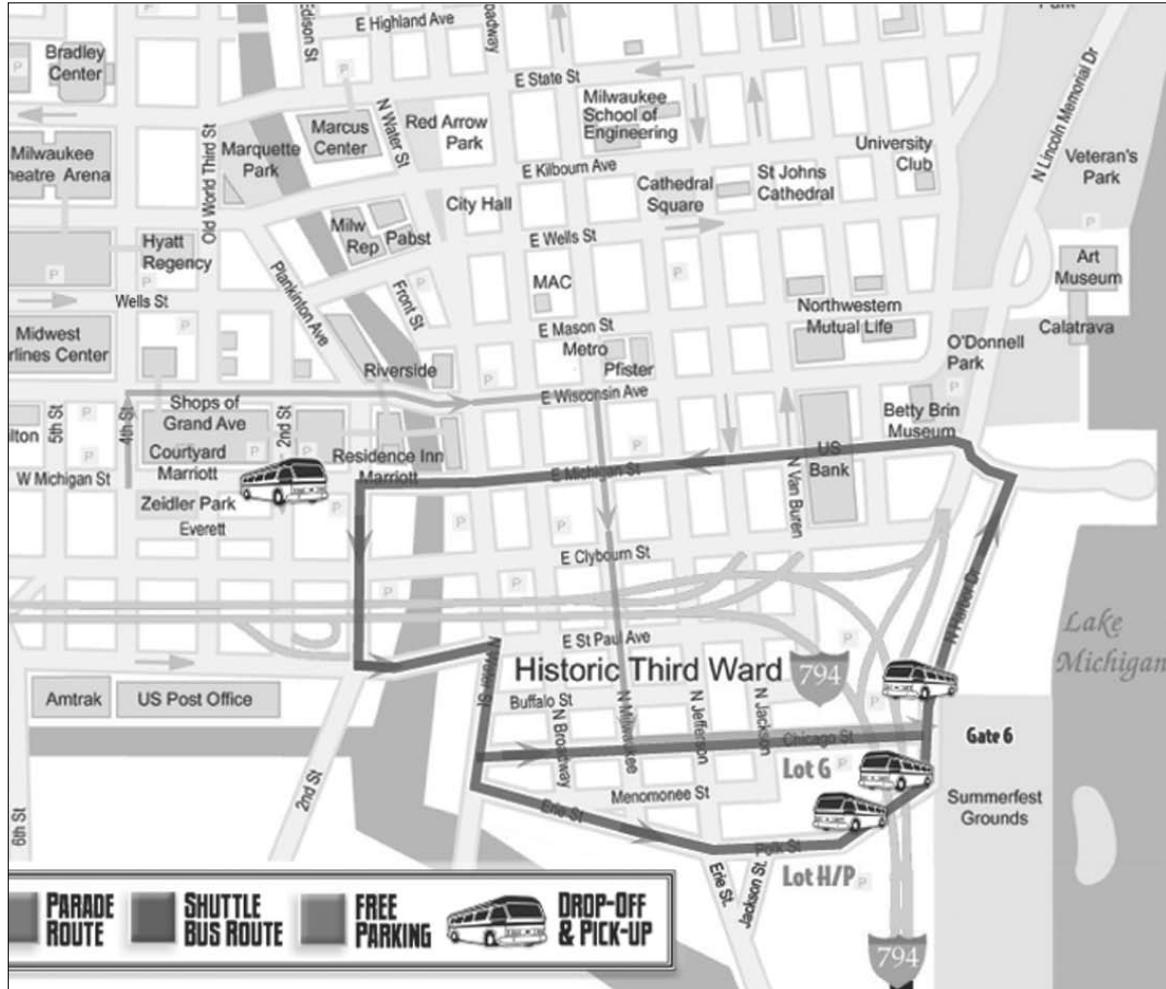 E Highland Ave
Edison St
Bradley
Center
P
E State St
Milwaukee
School of
Engineering
N Water St
Red Arrow
Park
Marcus
Center
Old World Third St
Marquette
Park
Milwaukee
Theatre Arena
University
Club
N Lincoln Memorial Dr
Veteran's
Park
E Kilbourn Ave
Cathedral
Square
St Johns
Cathedral
City Hall
Milw
Rep
Pabst
Hyatt
Regency
E Wells St
Art
Museum
Plankinton Ave
Front St
MAC
Wells St
Northwestern
Mutual Life
Calatrava
E Mason St
Metro
Pfister
O'Donnell
Park
Midwest
rlines Center
Riverside
E Wisconsin Ave
Betty Brin
Museum
5th St
4th St
2nd St
Shops of
Grand Ave
Courtyard
Marriott
Residence Inn
Marriott
W Michigan St
E Michigan St
US
Bank
N Van Buren
Zeidler Park
Everett
E Clybourn St
N Harbor Dr
Lake
Michigan
E St Paul Ave
N Water St
Historic Third Ward
794
Amtrak
US Post Office
Buffalo St
N Broadway
N Milwaukee
N Jefferson
N Jackson
Chicago St
Gate 6
Lot G
Menomonee St
Summerfest
Grounds
Erie St
Polk St
6th St
2nd St
Lot H/P
Erie St.
Jackson St.
PARADE
ROUTE
SHUTTLE
BUS ROUTE
FREE
PARKING
DROP-OFF
& PICK-UP
794